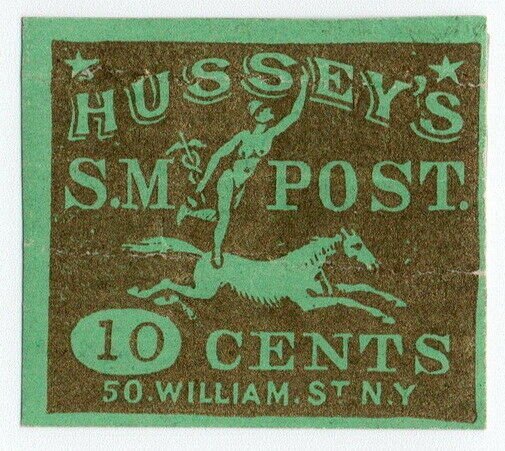 HUSSEY'S
S.M POST.
10 CENTS
50.WILLIAM.ST N.Y